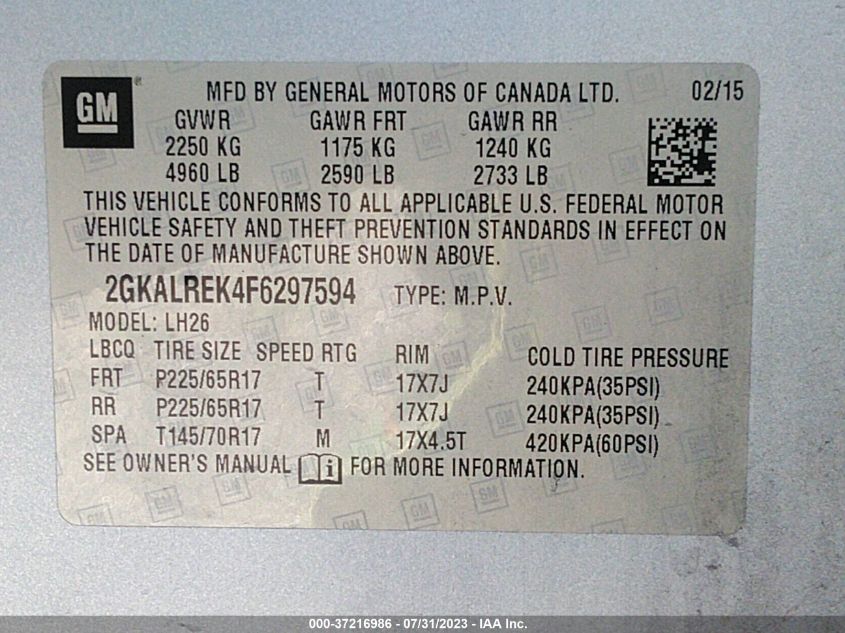 GM
MFD BY GENERAL MOTORS OF CANADA LTD. 02/15
GVWR GAWR FRT GAWR RR
2250 KG 1175 KG 1240 KG
4960 LB 2590 LB 2733 LB
THIS VEHICLE CONFORMS TO ALL APPLICABLE U.S. FEDERAL MOTOR
VEHICLE SAFETY AND THEFT PREVENTION STANDARDS IN EFFECT ON
THE DATE OF MANUFACTURE SHOWN ABOVE.
2GKALREK4F6297594 TYPE: M.P.V.
MODEL: LH26
LBCQ TIRE SIZE SPEED RTG RIM COLD TIRE PRESSURE
FRT P225/65R17 T 17X7J 240KPA(35PSI)
RR P225/65R17 T 17X7J 240KPA(35PSI)
SPA T145/70R17 M 17X4.5T 420KPA(60PSI)
SEE OWNER'S MANUAL i FOR MORE INFORMATION.
000-37216986 - 07/31/2023 - IAA Inc.